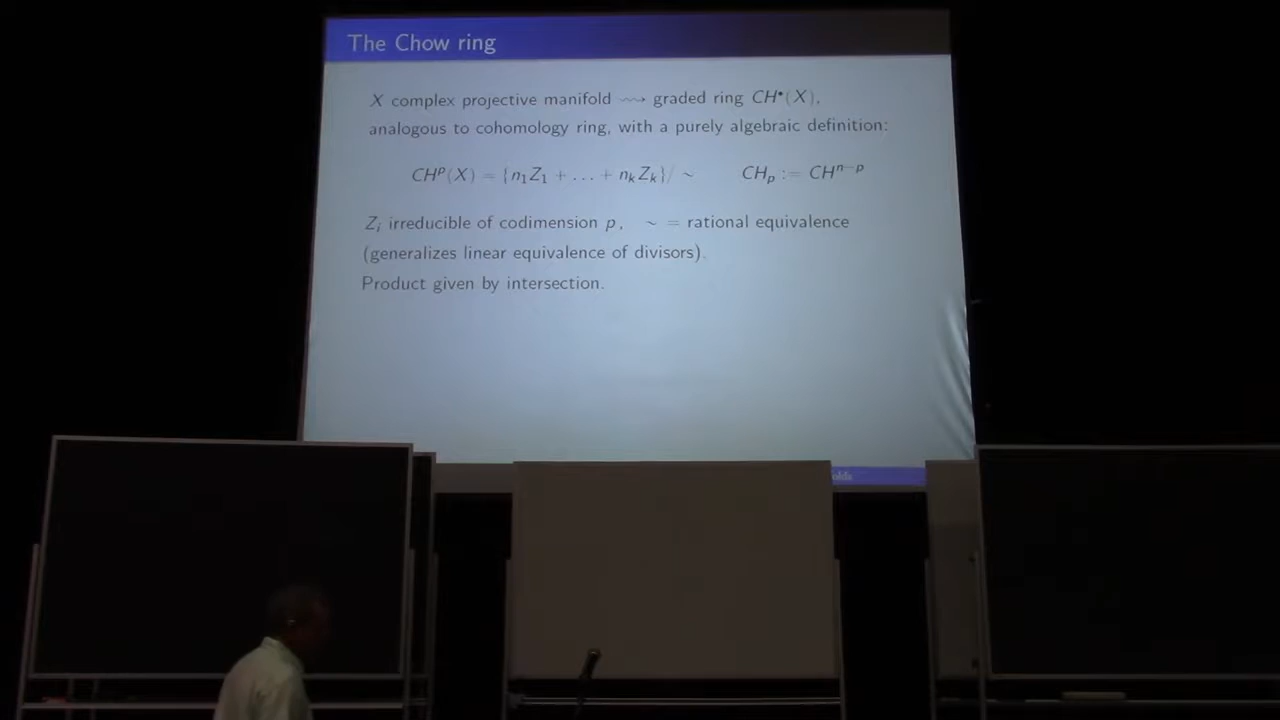 The Chow ring
X complex projective manifold ⇝ graded ring CH•(X),
analogous to cohomology ring, with a purely algebraic definition:
CHᵖ(X) = {n₁Z₁ + … + nₖZₖ}/ ∼ CHₚ := CHⁿ⁻ᵖ
Zᵢ irreducible of codimension p, ∼ = rational equivalence
(generalizes linear equivalence of divisors).
Product given by intersection.